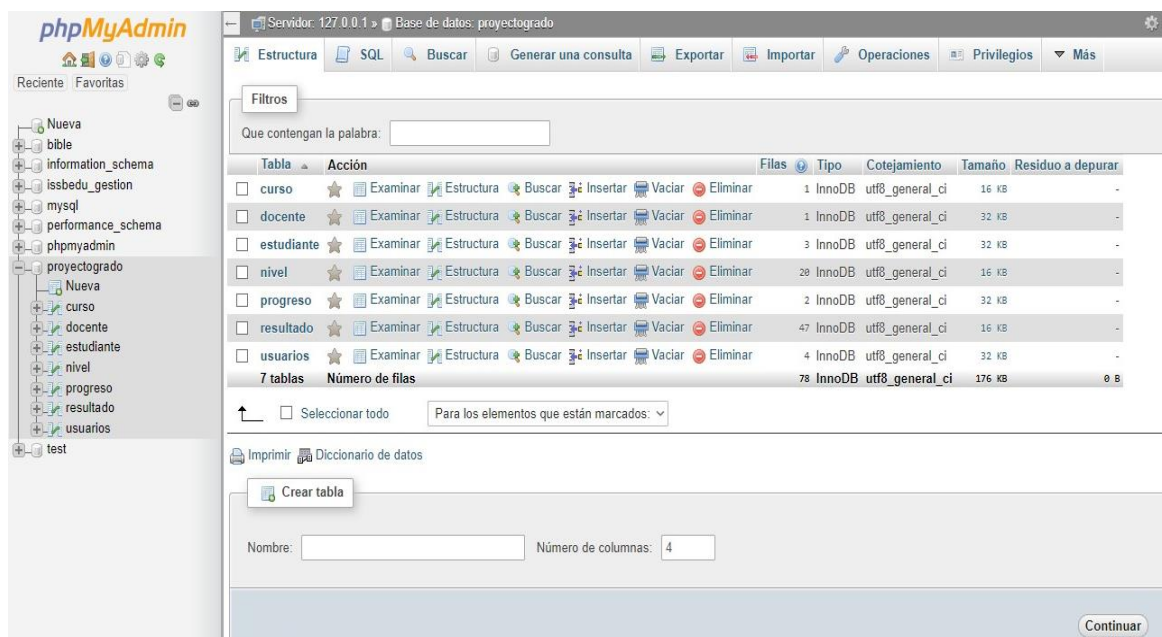 phpMyAdmin
Reciente Favoritas
Nueva
bible
information_schema
issbedu_gestion
mysql
performance_schema
phpmyadmin
proyectogrado
Nueva
curso
docente
estudiante
nivel
progreso
resultado
usuarios
test
Servidor: 127.0.0.1 » Base de datos: proyectogrado
Estructura SQL Buscar Generar una consulta Exportar Importar Operaciones Privilegios Más
Filtros
Que contengan la palabra:
Tabla Acción Filas Tipo Cotejamiento Tamaño Residuo a depurar
curso Examinar Estructura Buscar Insertar Vaciar Eliminar 1 InnoDB utf8_general_ci 16 KB -
docente Examinar Estructura Buscar Insertar Vaciar Eliminar 1 InnoDB utf8_general_ci 32 KB -
estudiante Examinar Estructura Buscar Insertar Vaciar Eliminar 3 InnoDB utf8_general_ci 32 KB -
nivel Examinar Estructura Buscar Insertar Vaciar Eliminar 20 InnoDB utf8_general_ci 16 KB -
progreso Examinar Estructura Buscar Insertar Vaciar Eliminar 2 InnoDB utf8_general_ci 32 KB -
resultado Examinar Estructura Buscar Insertar Vaciar Eliminar 47 InnoDB utf8_general_ci 16 KB -
usuarios Examinar Estructura Buscar Insertar Vaciar Eliminar 4 InnoDB utf8_general_ci 32 KB -
7 tablas Número de filas 78 InnoDB utf8_general_ci 176 KB 0 B
Seleccionar todo Para los elementos que están marcados:
Imprimir Diccionario de datos
Crear tabla
Nombre: Número de columnas: 4
Continuar